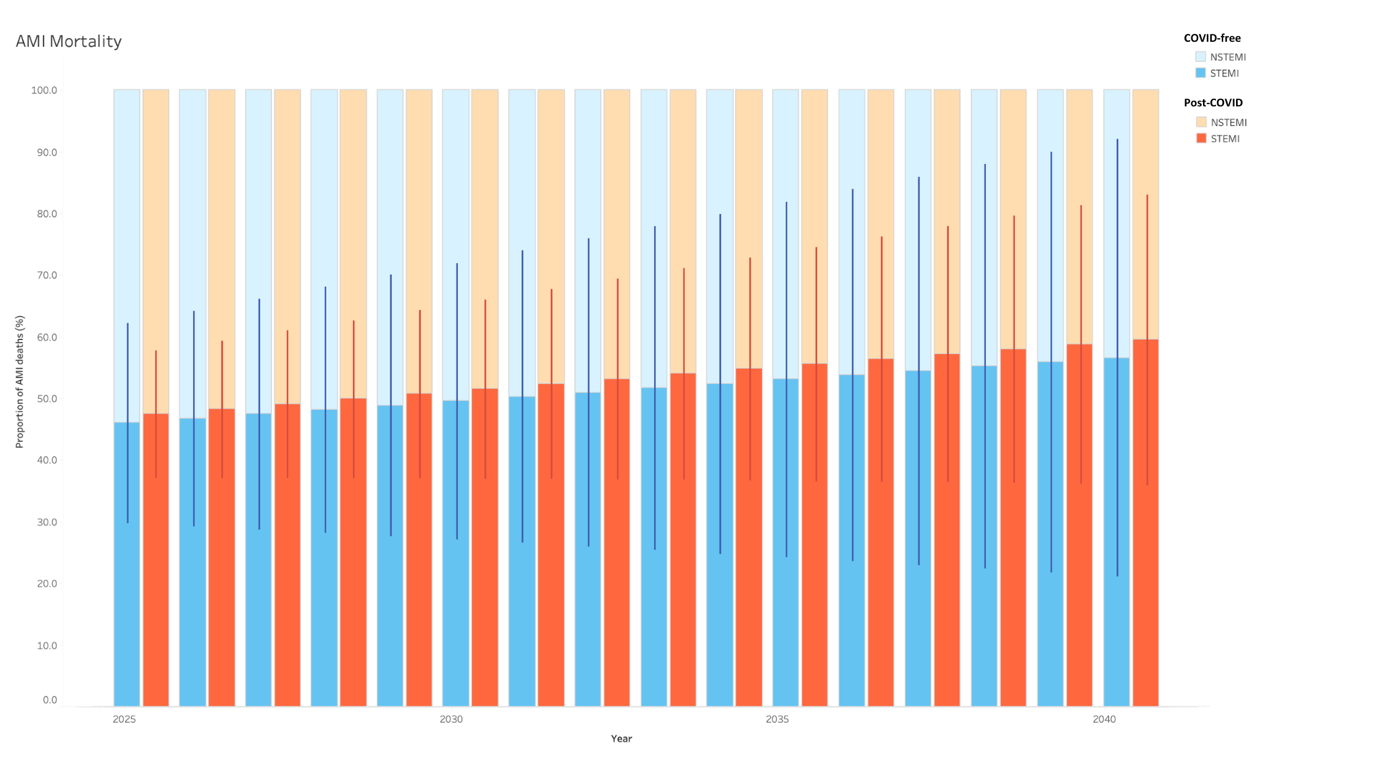 AMI Mortality
COVID-free
NSTEMI
STEMI
Post-COVID
NSTEMI
STEMI
Proportion of AMI deaths (%)
100.0
90.0
80.0
70.0
60.0
50.0
40.0
30.0
20.0
10.0
0.0
2025
2030
2035
2040
Year